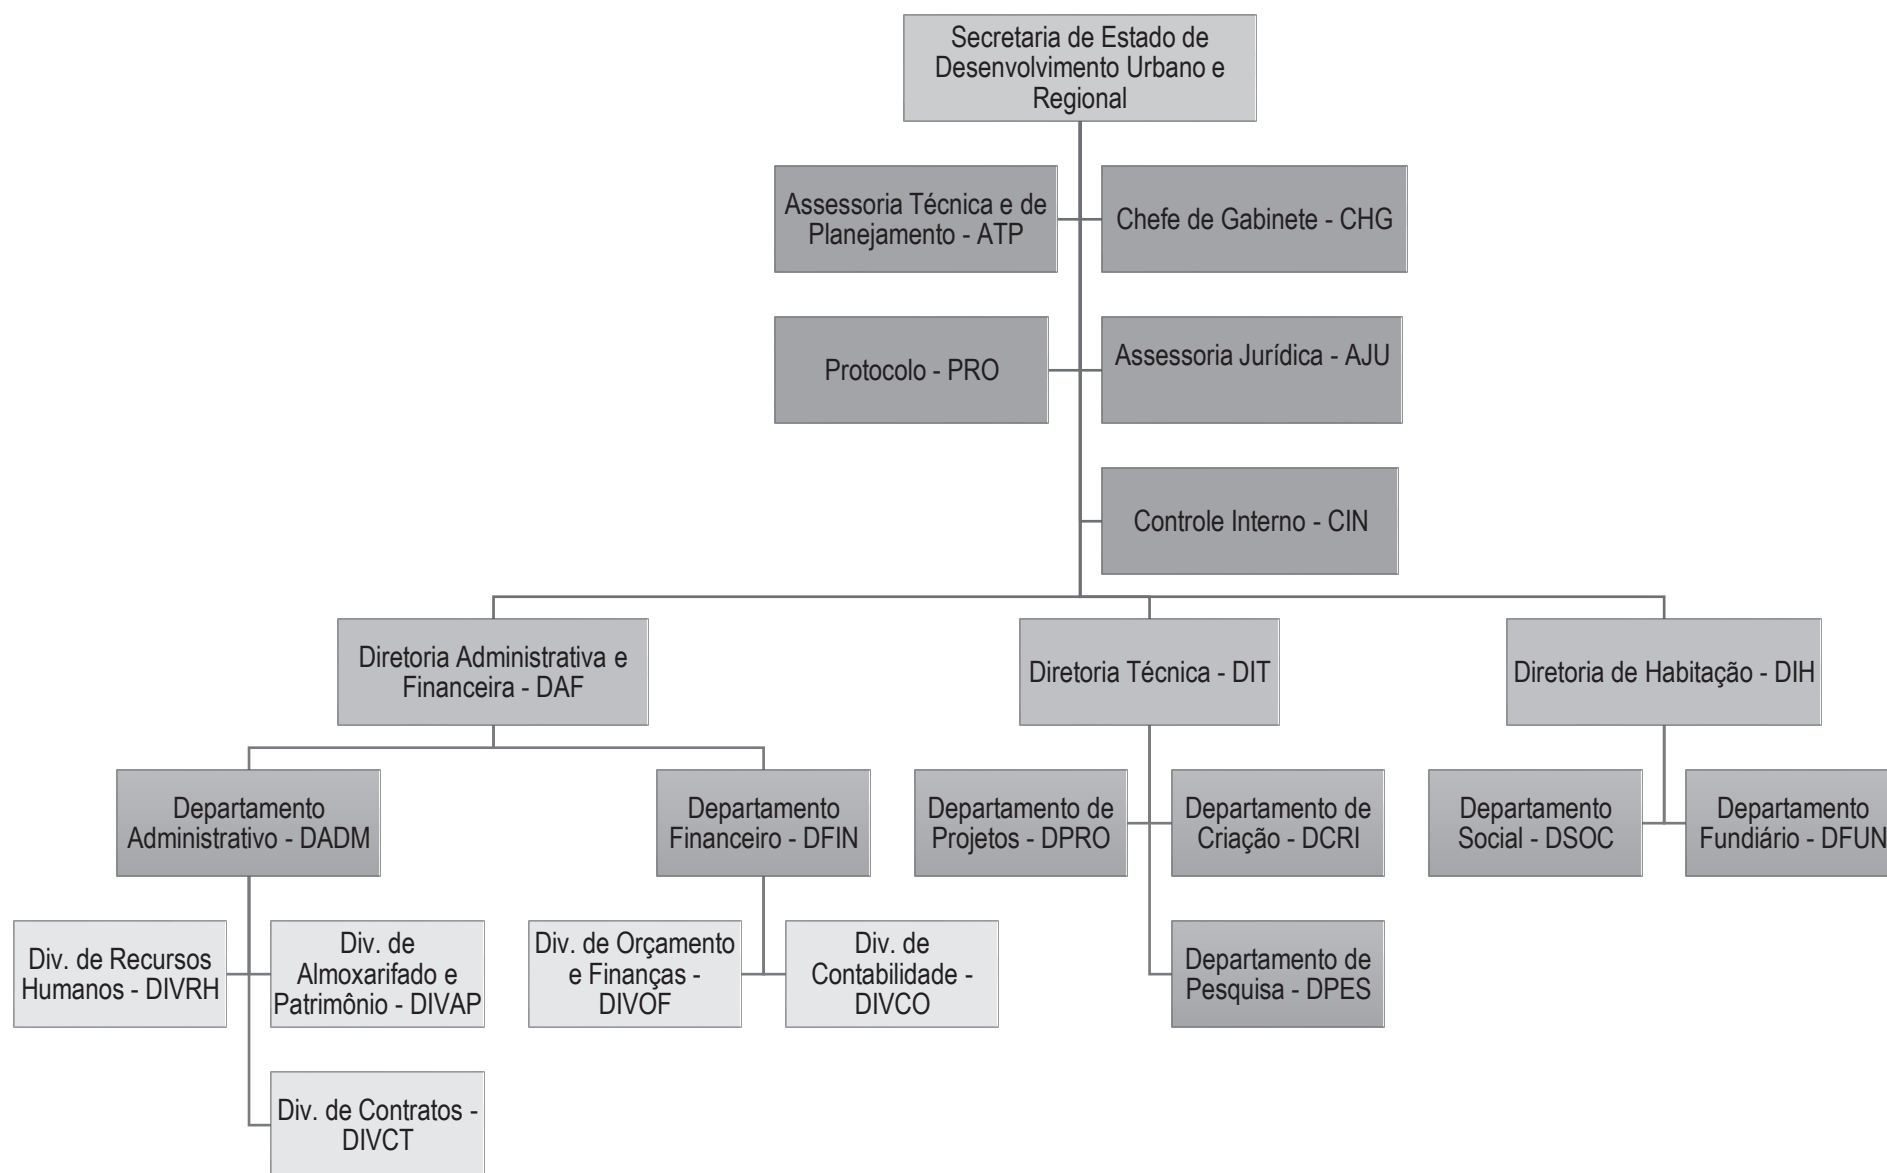 Secretaria de Estado de
Desenvolvimento Urbano e
Regional
Assessoria Técnica e de
Planejamento - ATP
Chefe de Gabinete - CHG
Protocolo - PRO
Assessoria Jurídica - AJU
Controle Interno - CIN
Diretoria Administrativa e
Financeira - DAF
Diretoria Técnica - DIT
Diretoria de Habitação - DIH
Departamento
Administrativo - DADM
Departamento
Financeiro - DFIN
Departamento de
Projetos - DPRO
Departamento de
Criação - DCRI
Departamento
Social - DSOC
Departamento
Fundiário - DFUN
Div. de Recursos
Humanos - DIVRH
Div. de
Almoxarifado e
Patrimônio - DIVAP
Div. de Orçamento
e Finanças -
DIVOF
Div. de
Contabilidade -
DIVCO
Departamento de
Pesquisa - DPES
Div. de Contratos -
DIVCT